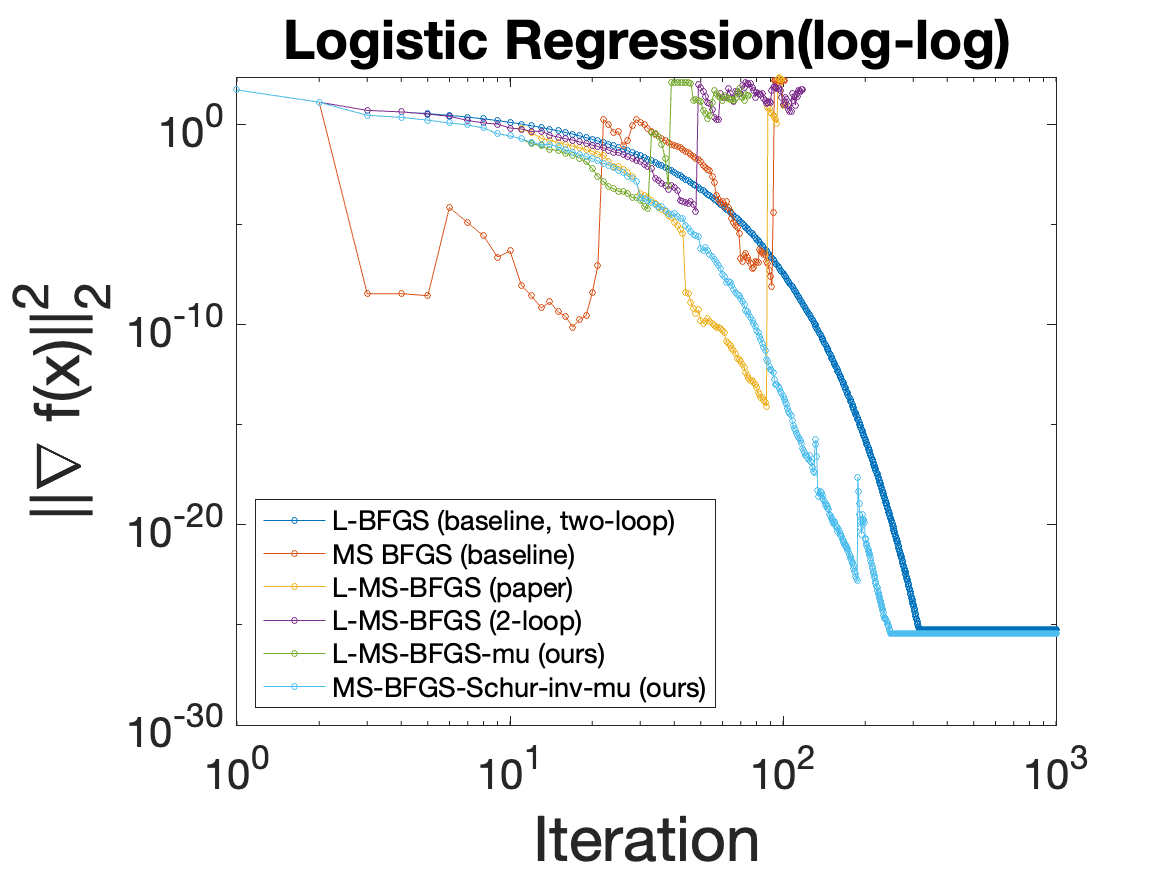 Logistic Regression(log-log)
10^0
10^-10
10^-20
10^-30
||∇ f(x)||_2^2
L-BFGS (baseline, two-loop)
MS BFGS (baseline)
L-MS-BFGS (paper)
L-MS-BFGS (2-loop)
L-MS-BFGS-mu (ours)
MS-BFGS-Schur-inv-mu (ours)
10^0 10^1 10^2 10^3
Iteration